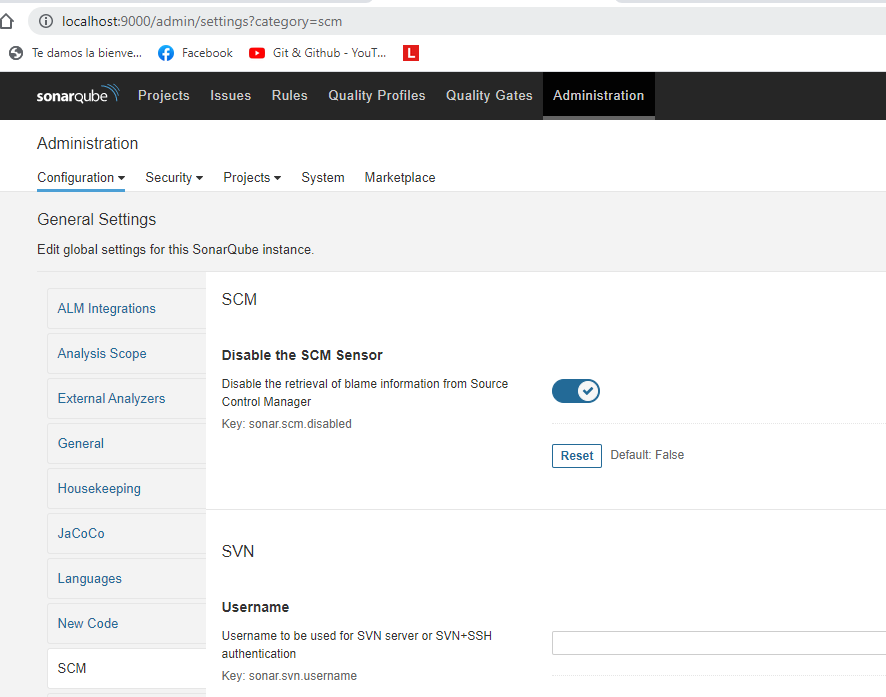 localhost:9000/admin/settings?category=scm
Te damos la bienve... Facebook Git & Github - YouT... L
sonarqube Projects Issues Rules Quality Profiles Quality Gates Administration
Administration
Configuration Security Projects System Marketplace
General Settings
Edit global settings for this SonarQube instance.
ALM Integrations
Analysis Scope
External Analyzers
General
Housekeeping
JaCoCo
Languages
New Code
SCM
SCM
Disable the SCM Sensor
Disable the retrieval of blame information from Source
Control Manager
Key: sonar.scm.disabled
Reset Default: False
SVN
Username
Username to be used for SVN server or SVN+SSH
authentication
Key: sonar.svn.username